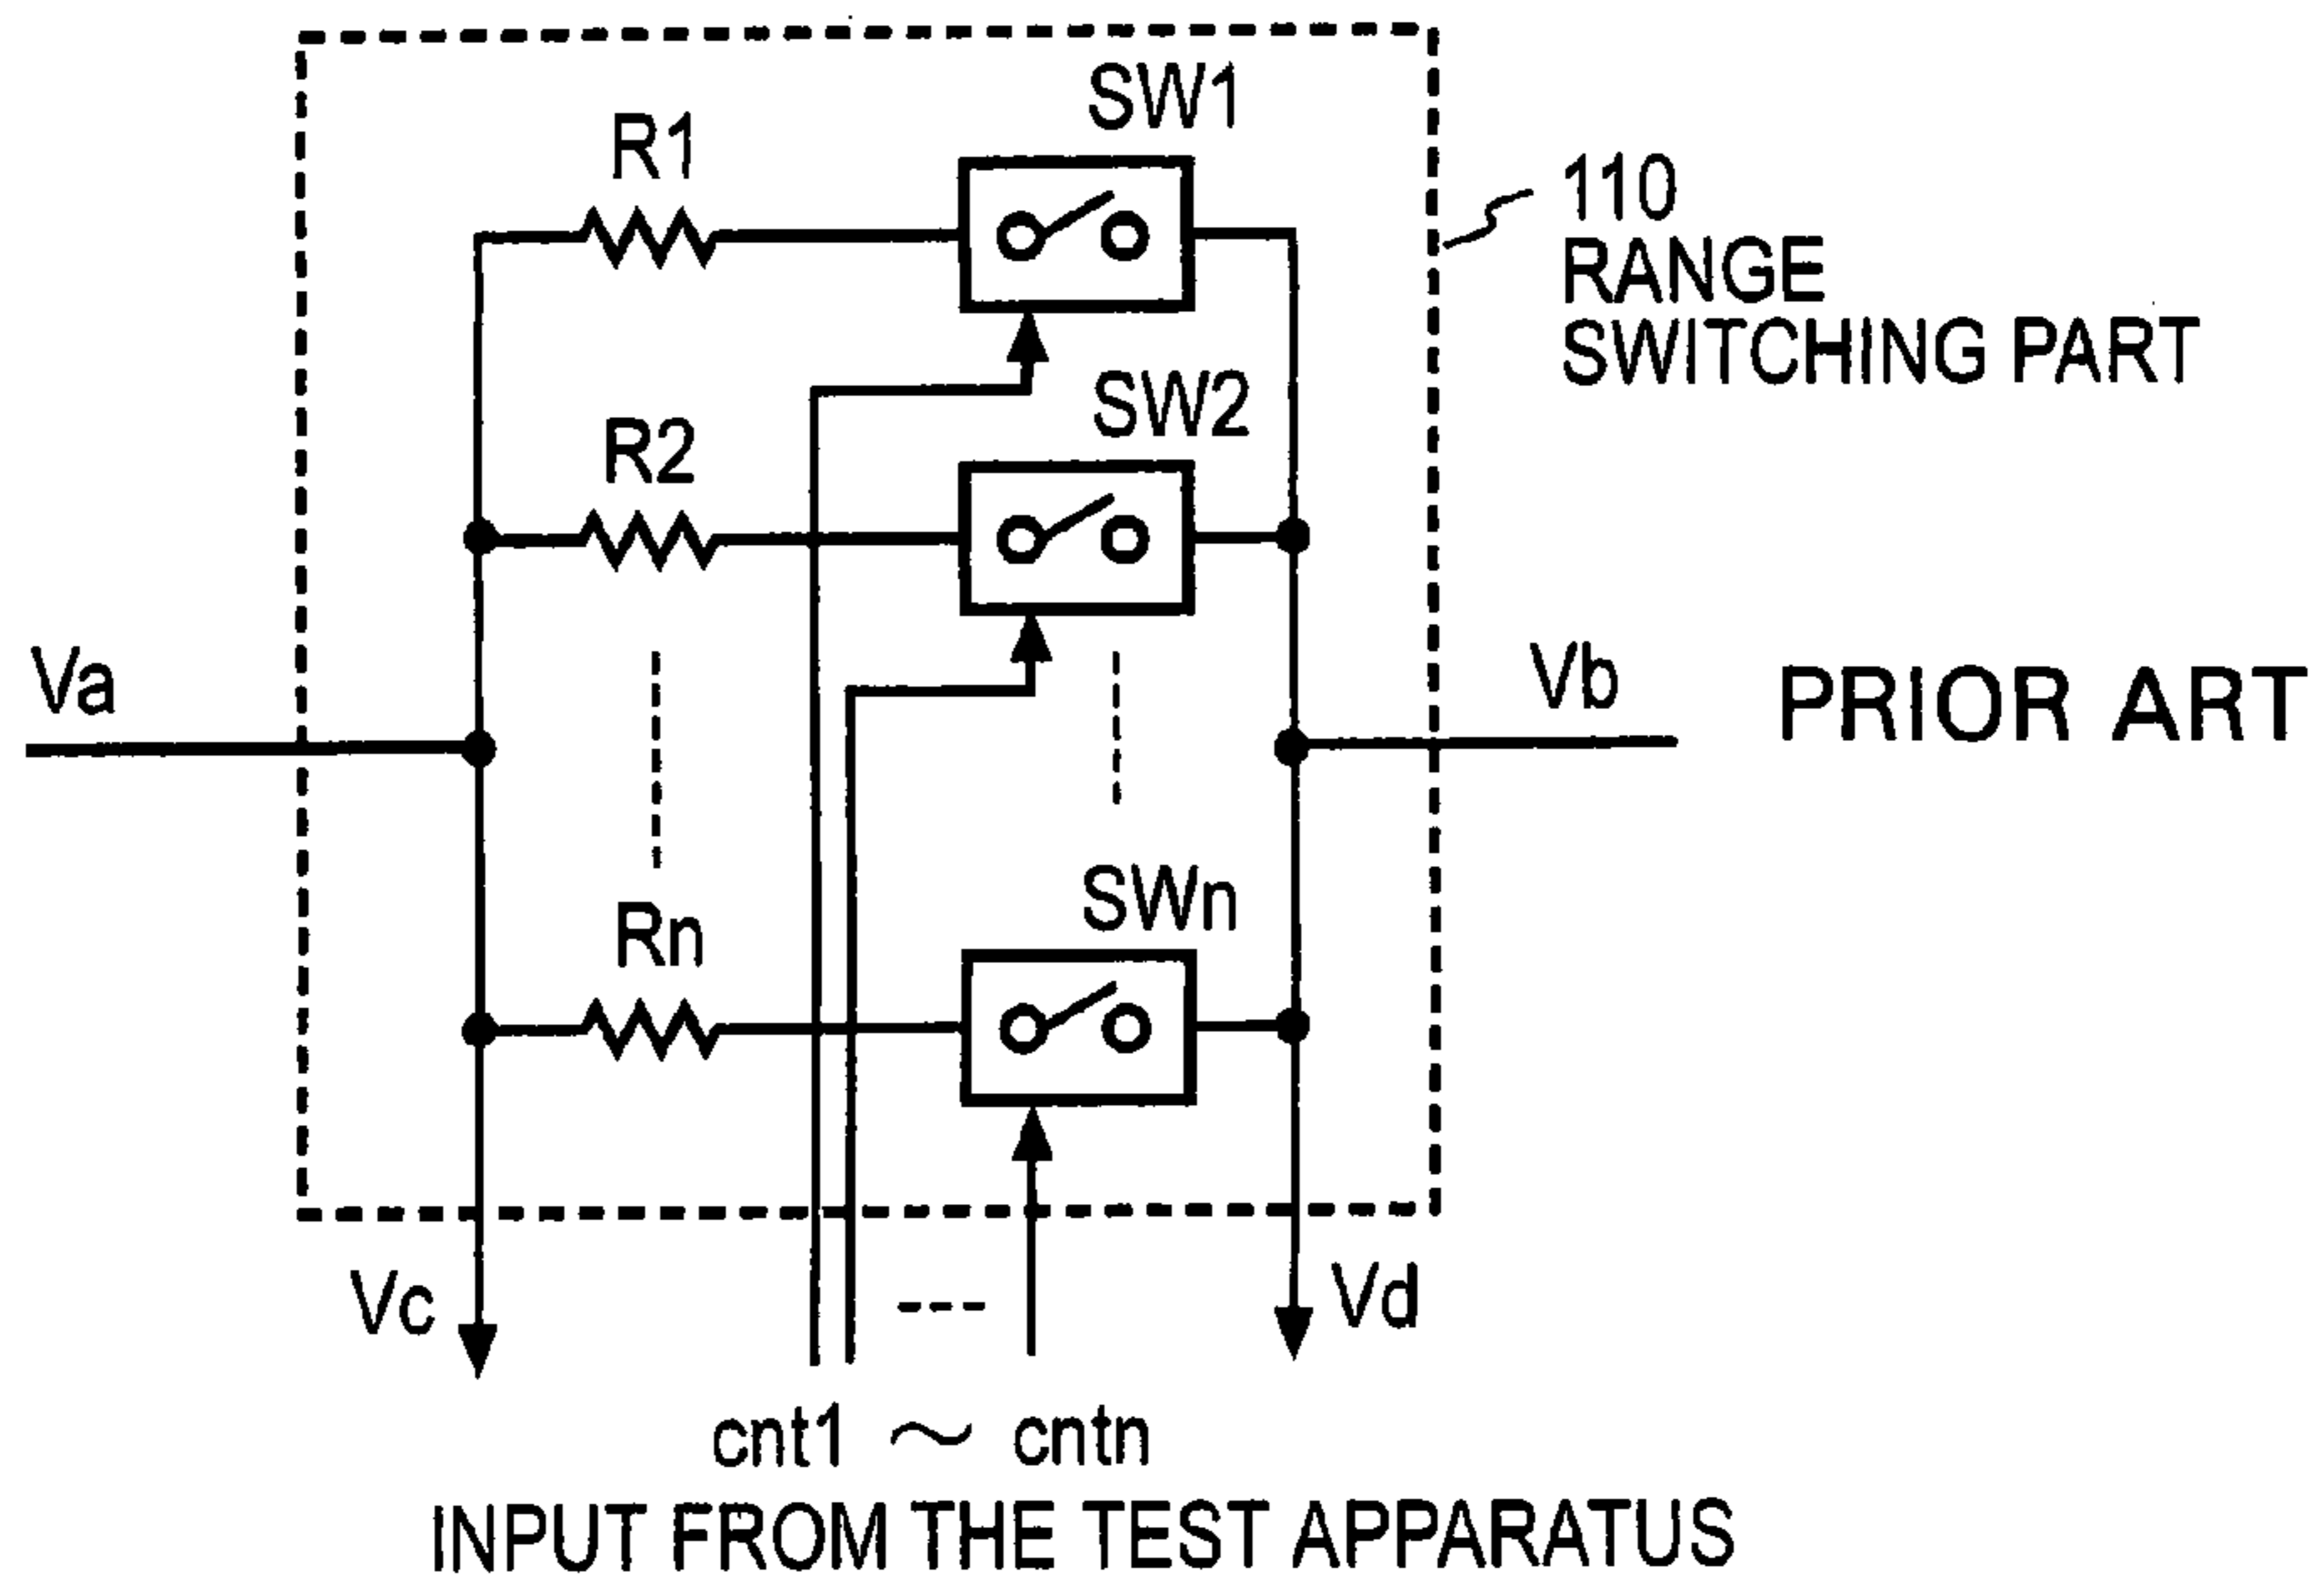 SW1
R1
110
RANGE
SWITCHING PART
SW2
R2
Va
Vb
PRIOR ART
SWn
Rn
Vc
Vd
cnt1 ～ cntn
INPUT FROM THE TEST APPARATUS